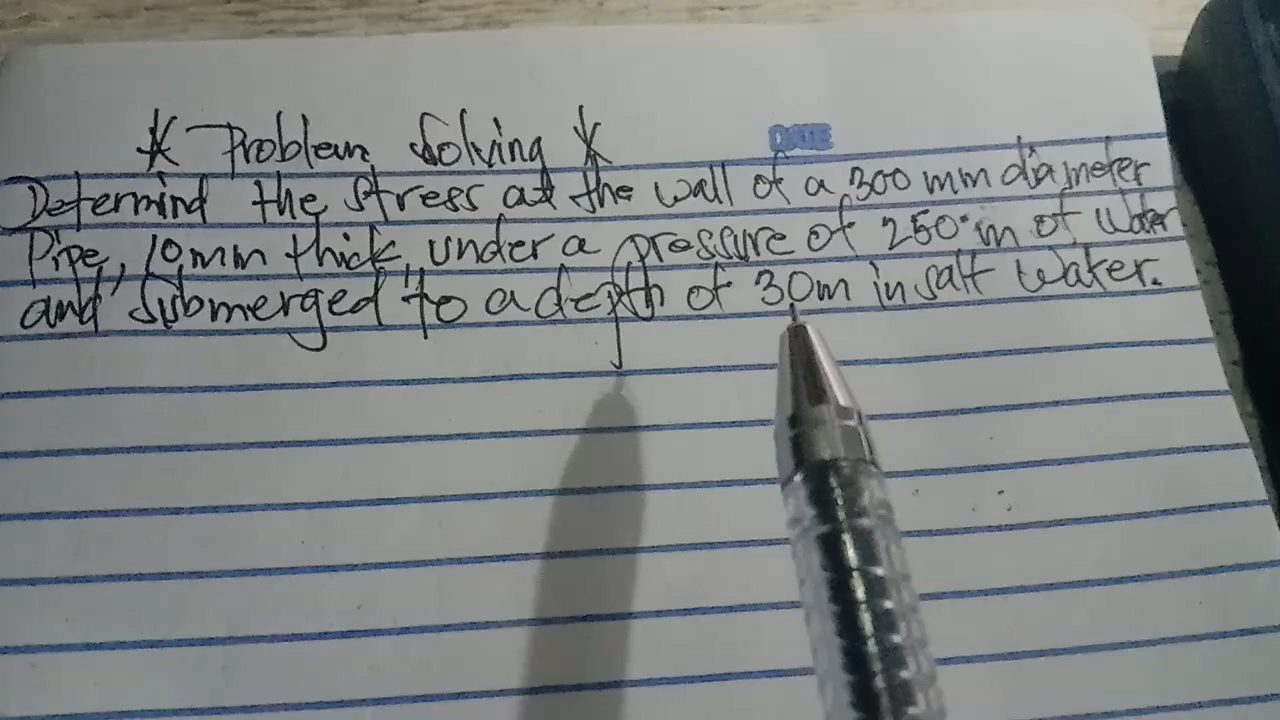 * Problem Solving *
DATE
Determind the stress at the wall of a 300 mm diameter
Pipe, 10mm thick, under a pressure of 250 m of water
and submerged to a depth of 30m in salt water.